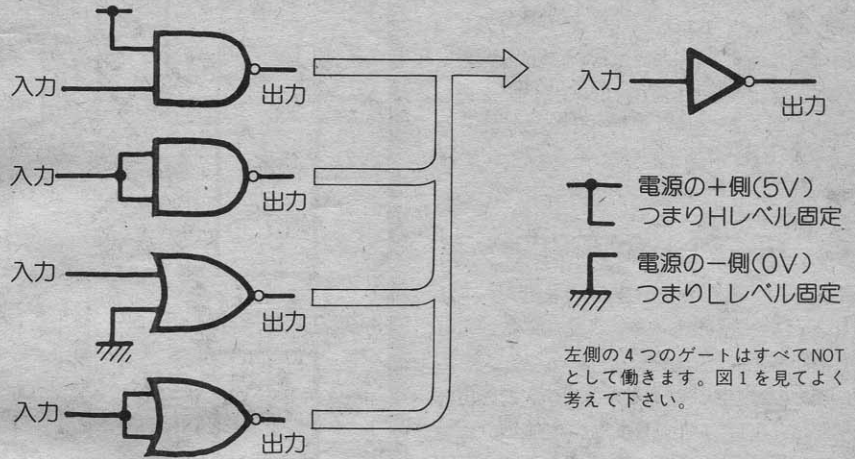 入力
出力
入力
出力
入力
出力
入力
出力
入力
出力
電源の＋側(5V)
つまりHレベル固定
電源の－側(0V)
つまりLレベル固定
左側の4つのゲートはすべてNOT
として働きます。図1を見てよく
考えて下さい。